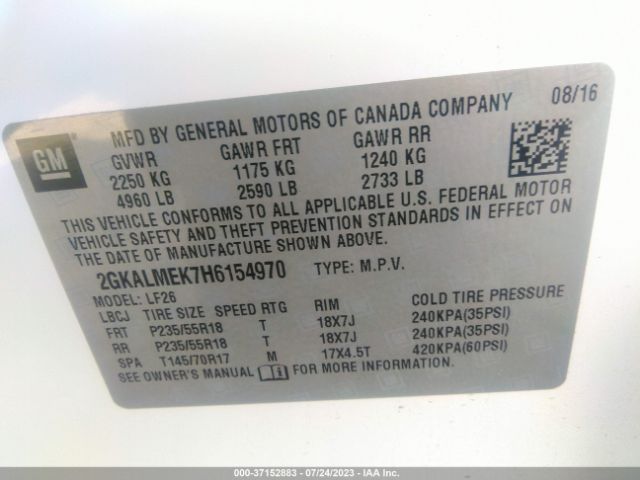 GM
MFD BY GENERAL MOTORS OF CANADA COMPANY 08/16
GVWR GAWR FRT GAWR RR
2250 KG 1175 KG 1240 KG
4960 LB 2590 LB 2733 LB
THIS VEHICLE CONFORMS TO ALL APPLICABLE U.S. FEDERAL MOTOR
VEHICLE SAFETY AND THEFT PREVENTION STANDARDS IN EFFECT ON
THE DATE OF MANUFACTURE SHOWN ABOVE.
2GKALMEK7H6154970 TYPE: M.P.V.
MODEL: LF26
LBCJ TIRE SIZE SPEED RTG RIM COLD TIRE PRESSURE
FRT P235/55R18 T 18X7J 240KPA(35PSI)
RR P235/55R18 T 18X7J 240KPA(35PSI)
SPA T145/70R17 M 17X4.5T 420KPA(60PSI)
SEE OWNER'S MANUAL FOR MORE INFORMATION.
000-37152883 - 07/24/2023 - IAAI.COM